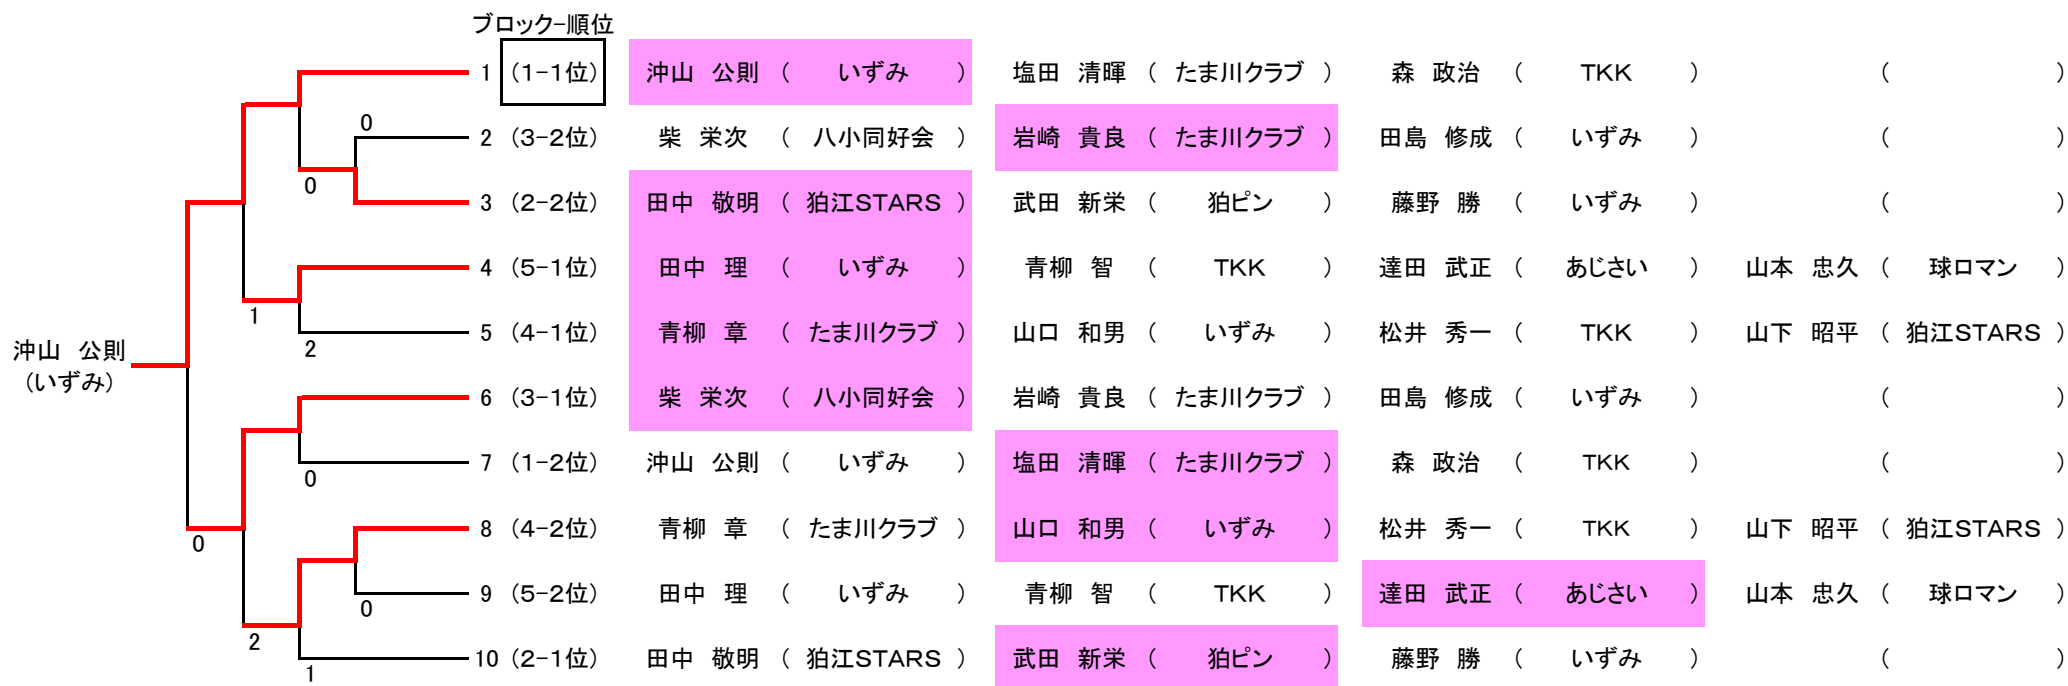 ブロック−順位
1 (1−1位) 沖山 公則 ( いずみ ) 塩田 清暉 ( たま川クラブ ) 森 政治 ( TKK ) ( )
0
2 (3−2位) 柴 栄次 ( 八小同好会 ) 岩崎 貴良 ( たま川クラブ ) 田島 修成 ( いずみ ) ( )
0
3 (2−2位) 田中 敬明 ( 狛江STARS ) 武田 新栄 ( 狛ピン ) 藤野 勝 ( いずみ ) ( )
4 (5−1位) 田中 理 ( いずみ ) 青柳 智 ( TKK ) 達田 武正 ( あじさい ) 山本 忠久 ( 球ロマン )
1
5 (4−1位) 青柳 章 ( たま川クラブ ) 山口 和男 ( いずみ ) 松井 秀一 ( TKK ) 山下 昭平 ( 狛江STARS )
2
沖山 公則
(いずみ)
6 (3−1位) 柴 栄次 ( 八小同好会 ) 岩崎 貴良 ( たま川クラブ ) 田島 修成 ( いずみ ) ( )
7 (1−2位) 沖山 公則 ( いずみ ) 塩田 清暉 ( たま川クラブ ) 森 政治 ( TKK ) ( )
0
8 (4−2位) 青柳 章 ( たま川クラブ ) 山口 和男 ( いずみ ) 松井 秀一 ( TKK ) 山下 昭平 ( 狛江STARS )
0
9 (5−2位) 田中 理 ( いずみ ) 青柳 智 ( TKK ) 達田 武正 ( あじさい ) 山本 忠久 ( 球ロマン )
0
2
10 (2−1位) 田中 敬明 ( 狛江STARS ) 武田 新栄 ( 狛ピン ) 藤野 勝 ( いずみ ) ( )
1